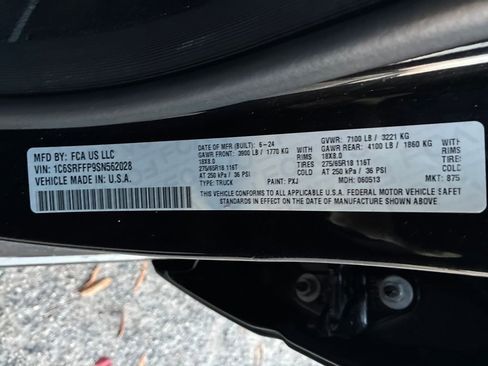 MFD BY: FCA US LLC
VIN: 1C6SRFFP9SN562028
VEHICLE MADE IN U.S.A.
DATE OF MFR (BUILT): 6-24
GAWR FRONT: 3900 LB / 1770 KG
18X8.0
275/65R18 116T
AT 250 kPa / 36 PSI
TYPE: TRUCK
PAINT: PXJ
WITH
RIMS
TIRES
COLD
GVWR: 7100 LB / 3221 KG
GAWR REAR: 4100 LB / 1860 KG
18X8.0
275/65R18 116T
AT 250 kPa / 36 PSI
MDH: 060513
MKT: 875
WITH
RIMS
TIRES
COLD
THIS VEHICLE CONFORMS TO ALL APPLICABLE U.S.A. FEDERAL MOTOR VEHICLE SAFET
STANDARDS IN EFFECT ON THE DATE OF MANUFACTURE SHOWN ABOVE